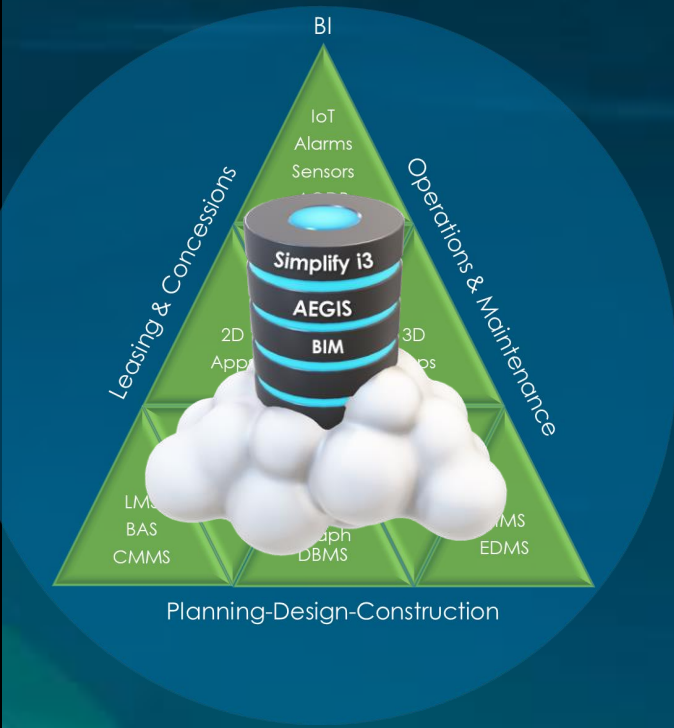 BI
IoT
Alarms
Sensors
Leasing & Concessions
Operations & Maintenance
Simplify i3
AEGIS
BIM
2D
3D
BAS
CMMS
DBMS
EDMS
Planning-Design-Construction